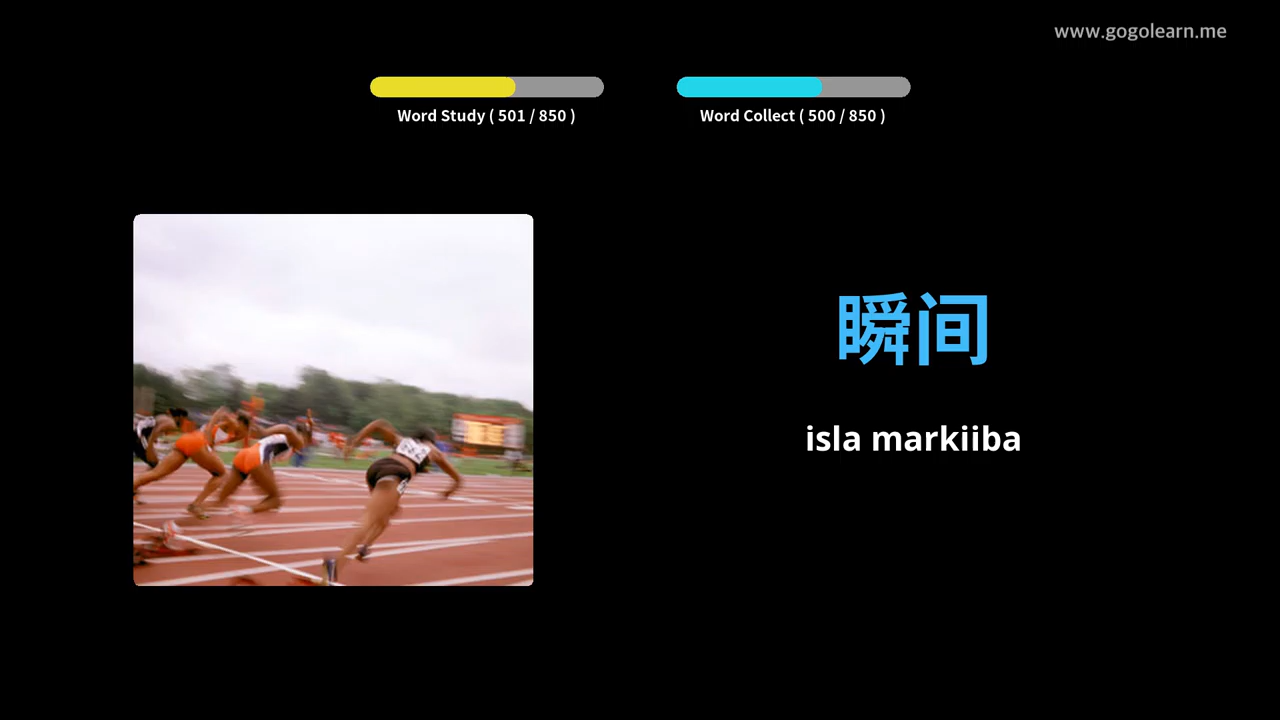 www.gogolearn.me
Word Study ( 501 / 850 )
Word Collect ( 500 / 850 )
瞬间
isla markiiba